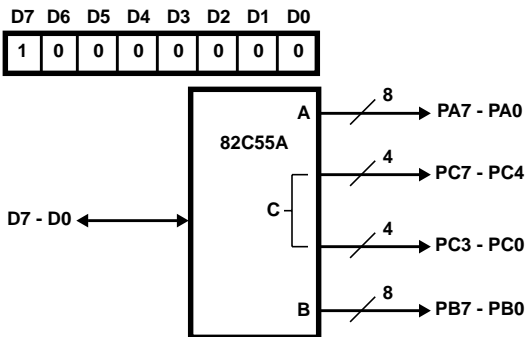 D7 D6 D5 D4 D3 D2 D1 D0
1 0 0 0 0 0 0 0
A
8
PA7 - PA0
82C55A
4
PC7 - PC4
C
D7 - D0
4
PC3 - PC0
B
8
PB7 - PB0